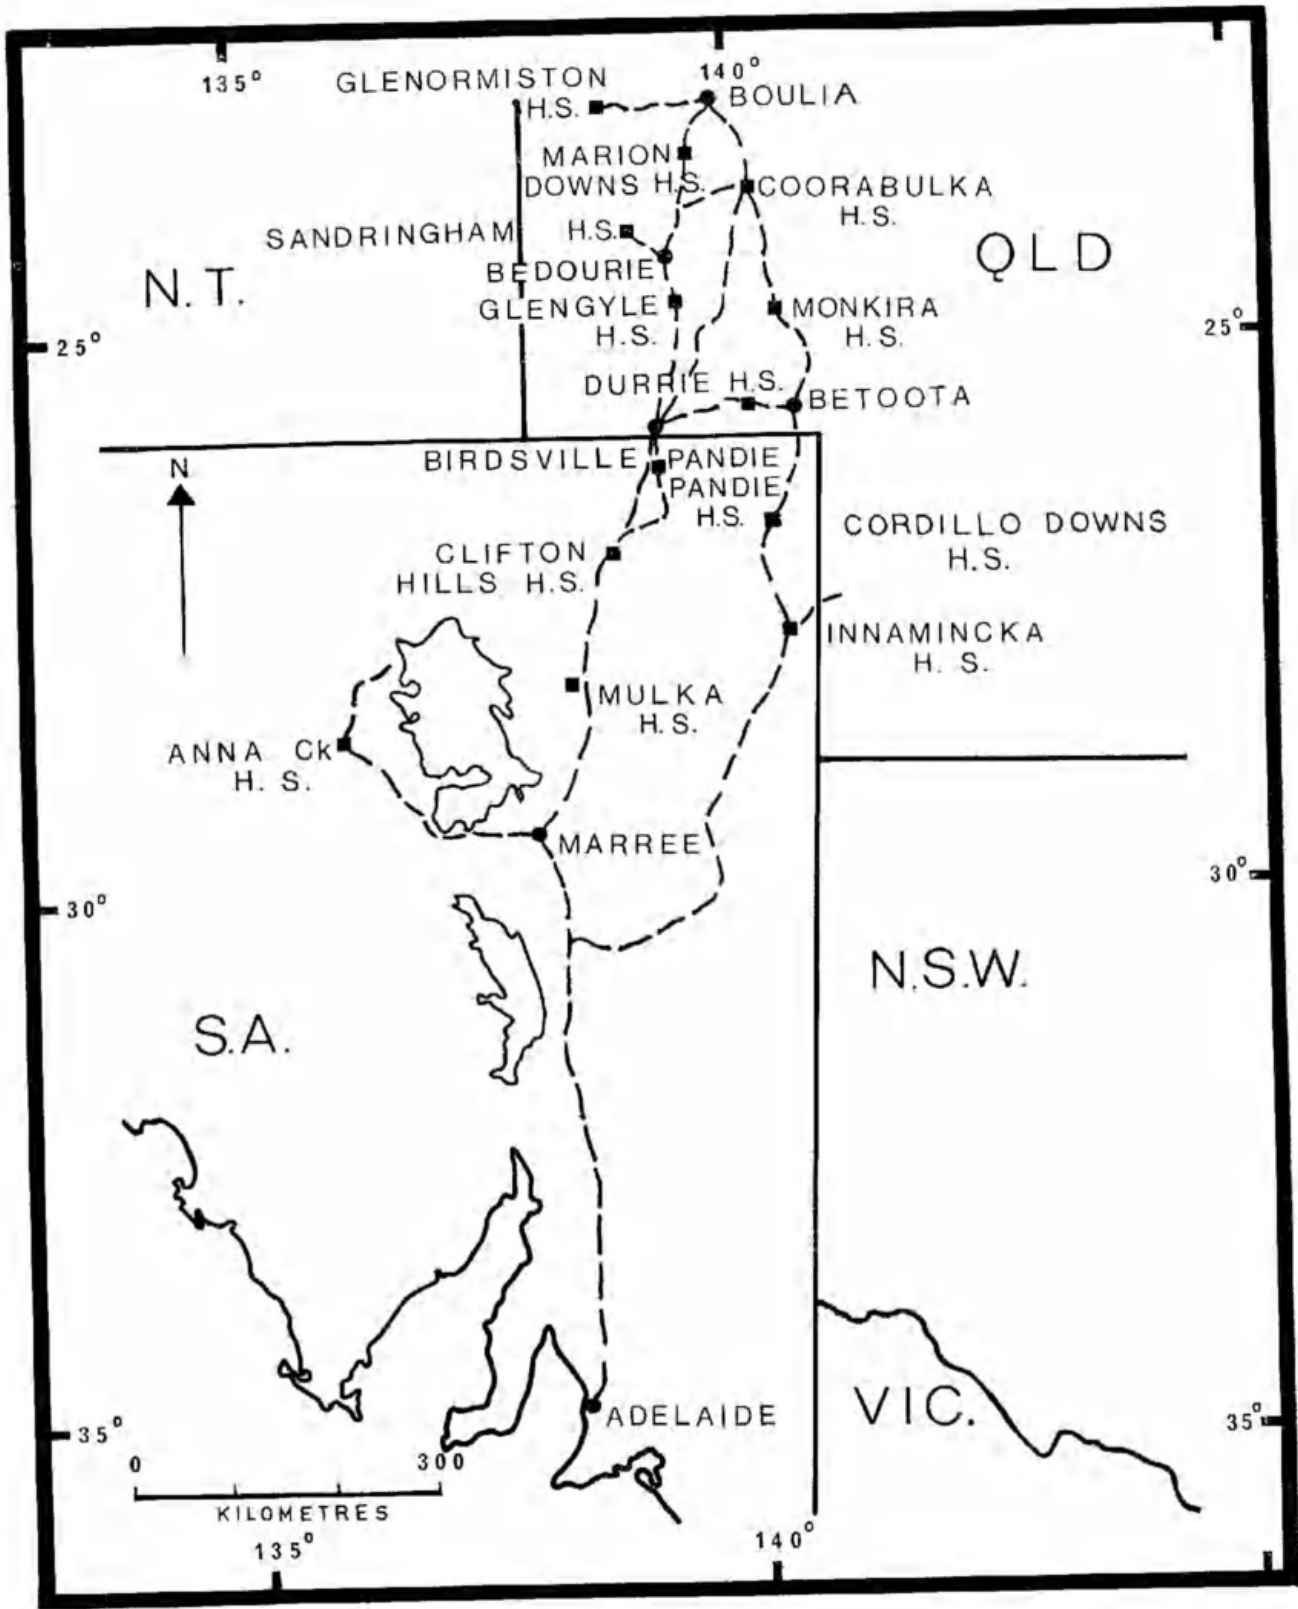 135°
140°
GLENORMISTON
H.S.
BOULIA
MARION
DOWNS H.S.
COORABULKA
H.S.
SANDRINGHAM H.S.
QLD
BEDOURIE
N.T.
GLENGYLE
H.S.
MONKIRA
H.S.
25°
25°
DURRIE H.S.
BETOOTA
BIRDSVILLE
PANDIE
PANDIE
H.S.
N
CORDILLO DOWNS
H.S.
CLIFTON
HILLS H.S.
INNAMINCKA
H.S.
MULKA
H.S.
ANNA Ck
H.S.
MARREE
30°
30°
N.S.W.
S.A.
ADELAIDE
VIC.
35°
35°
0 300
KILOMETRES
135°
140°